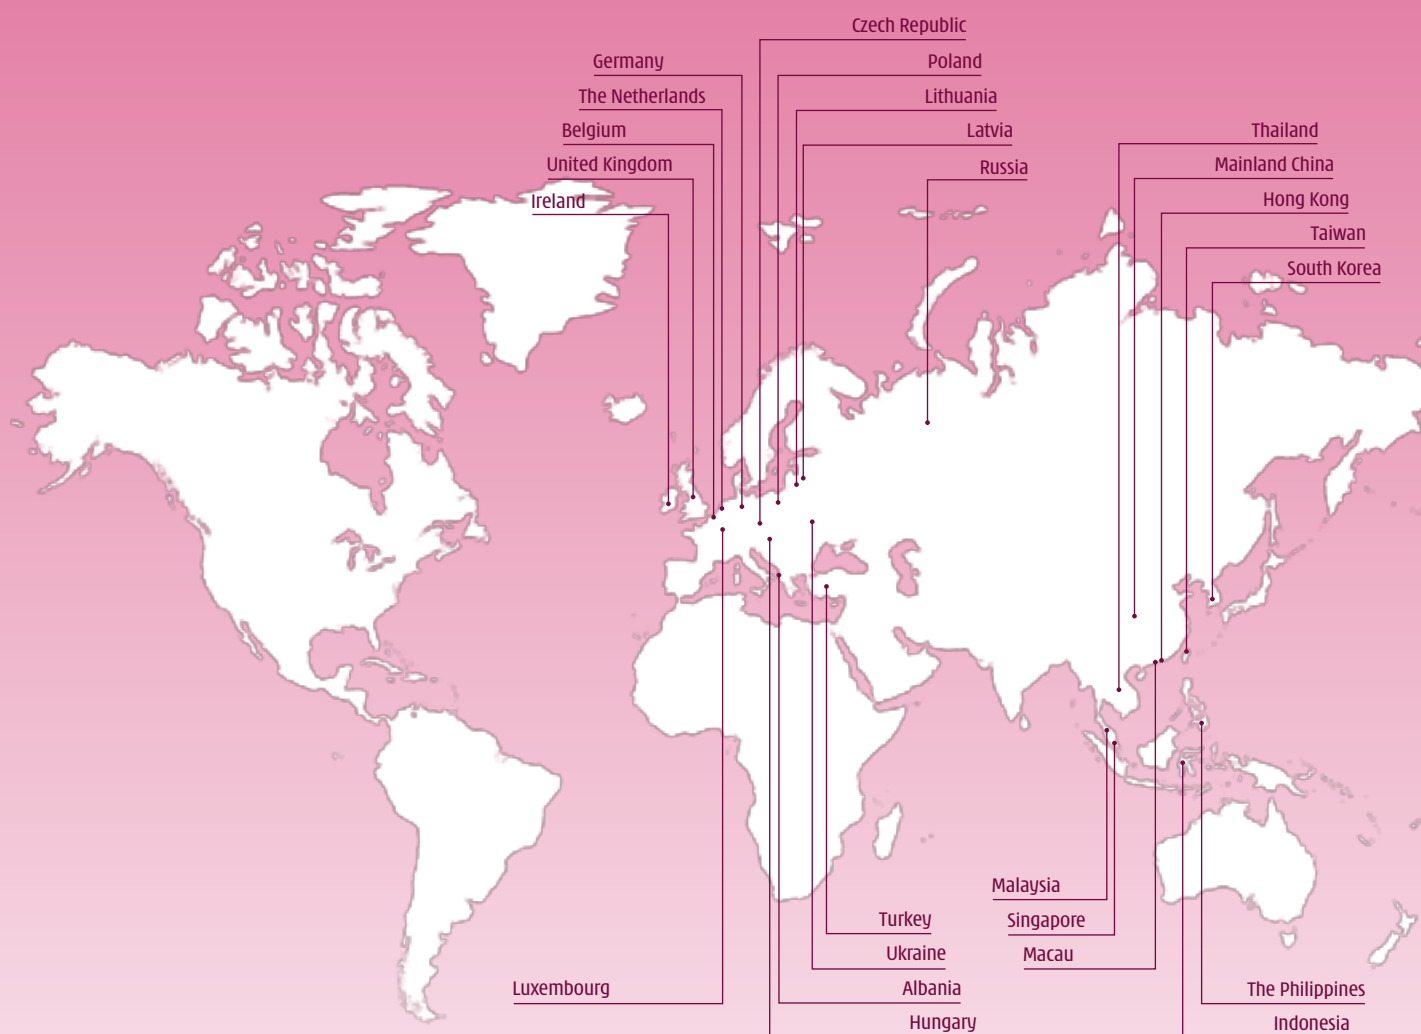 Czech Republic
Germany
Poland
The Netherlands
Lithuania
Belgium
Latvia
Thailand
United Kingdom
Russia
Mainland China
Ireland
Hong Kong
Taiwan
South Korea
Malaysia
Turkey
Singapore
Ukraine
Macau
Luxembourg
Albania
The Philippines
Hungary
Indonesia